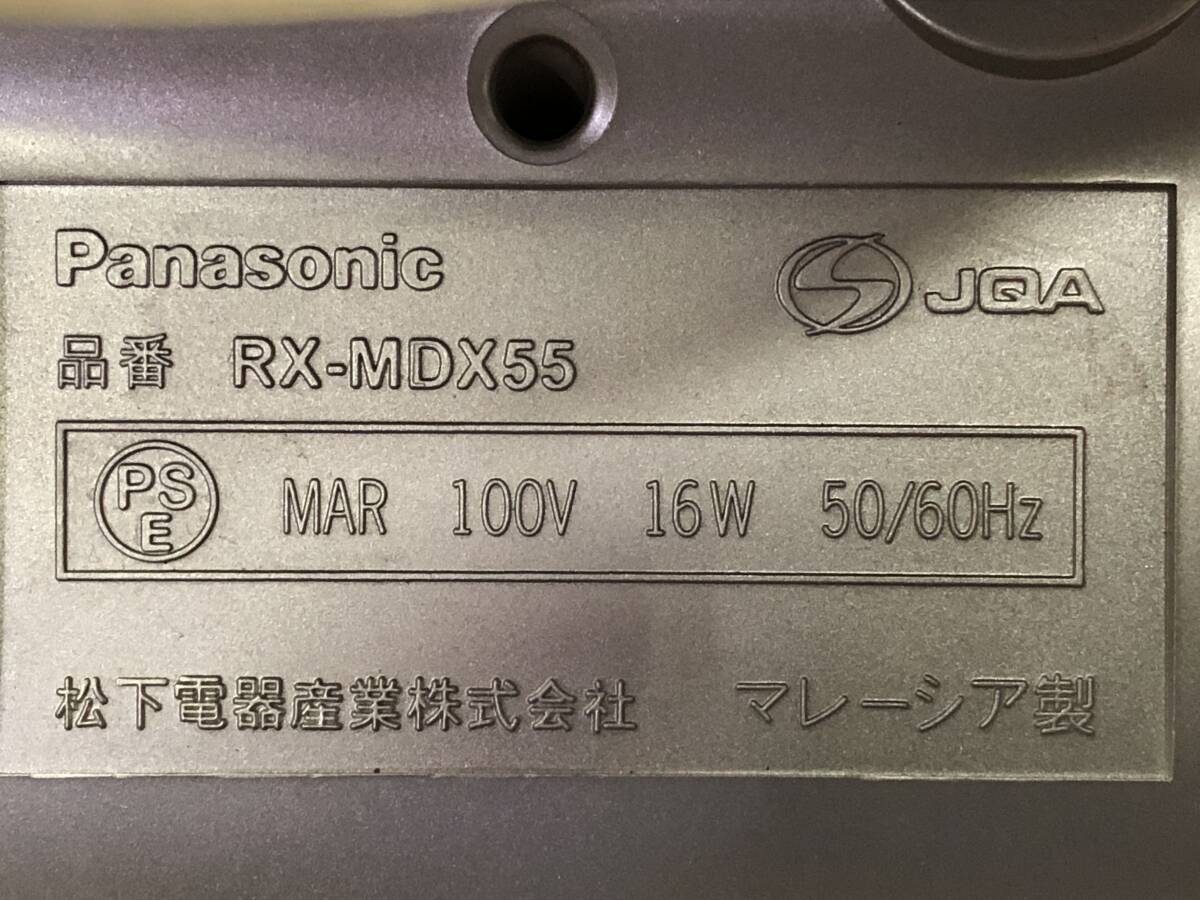 Panasonic
JQA
品番 RX-MDX55
PSE MAR 100V 16W 50/60Hz
松下電器産業株式会社 マレーシア製